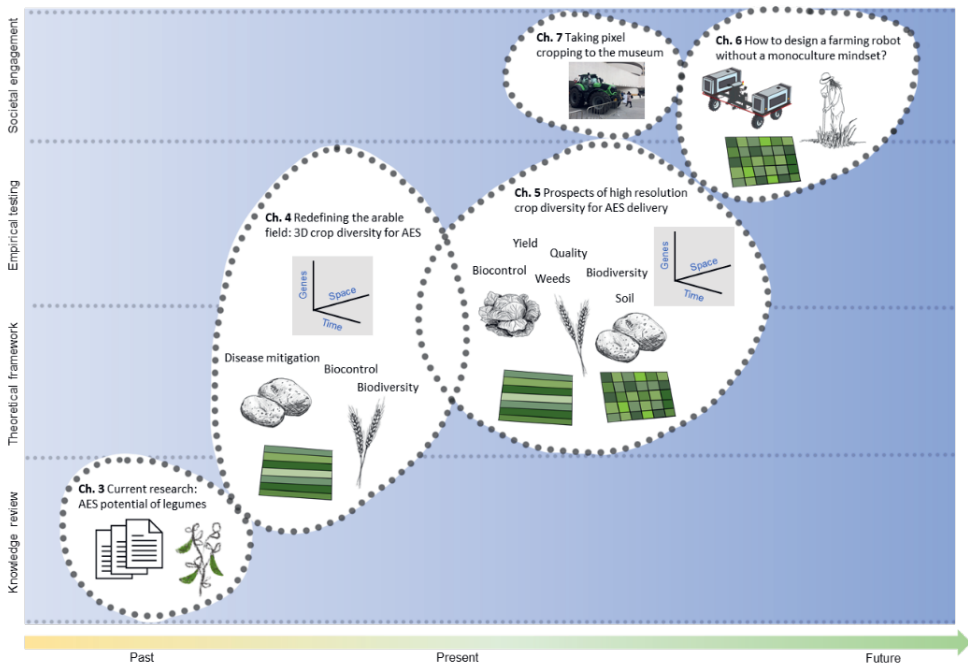 Societal engagement
Empirical testing
Theoretical framework
Knowledge review
Ch. 7 Taking pixel
cropping to the museum
Ch. 6 How to design a farming robot
without a monoculture mindset?
Ch. 4 Redefining the arable
field: 3D crop diversity for AES
Genes
Space
Time
Disease mitigation
Biocontrol
Biodiversity
Ch. 5 Prospects of high resolution
crop diversity for AES delivery
Yield
Quality
Biocontrol
Weeds
Biodiversity
Soil
Genes
Space
Time
Ch. 3 Current research:
AES potential of legumes
Past
Present
Future